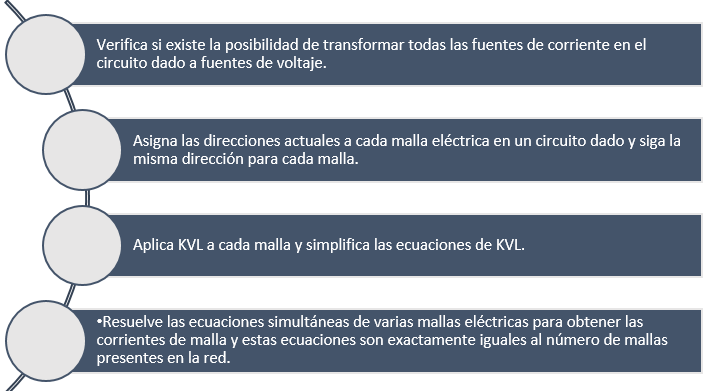 Verifica si existe la posibilidad de transformar todas las fuentes de corriente en el
circuito dado a fuentes de voltaje.
Asigna las direcciones actuales a cada malla eléctrica en un circuito dado y siga la
misma dirección para cada malla.
Aplica KVL a cada malla y simplifica las ecuaciones de KVL.
•Resuelve las ecuaciones simultáneas de varias mallas eléctricas para obtener las
corrientes de malla y estas ecuaciones son exactamente iguales al número de mallas
presentes en la red.